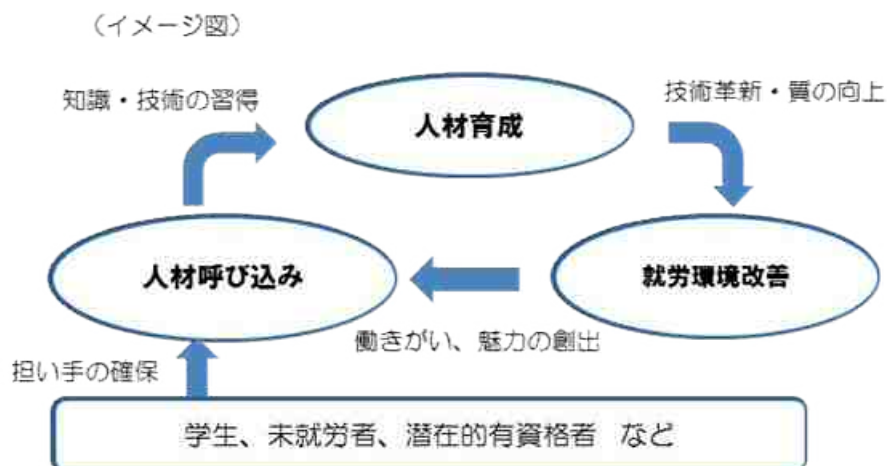 （イメージ図）
知識・技術の習得
人材育成
技術革新・質の向上
人材呼び込み
就労環境改善
働きがい、魅力の創出
担い手の確保
学生、未就労者、潜在的有資格者　など